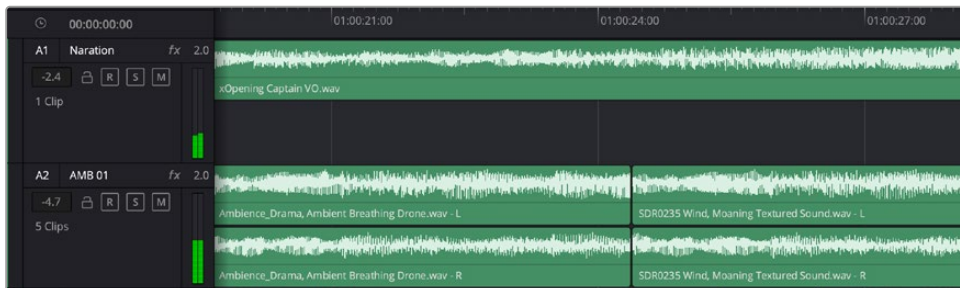 00:00:00:00 01:00:21:00 01:00:24:00 01:00:27:00
A1 Naration fx 2.0
-2.4 R S M
xOpening Captain VO.wav
1 Clip
A2 AMB 01 fx 2.0
-4.7 R S M
Ambience_Drama, Ambient Breathing Drone.wav - L SDR0235 Wind, Moaning Textured Sound.wav - L
5 Clips
Ambience_Drama, Ambient Breathing Drone.wav - R SDR0235 Wind, Moaning Textured Sound.wav - R